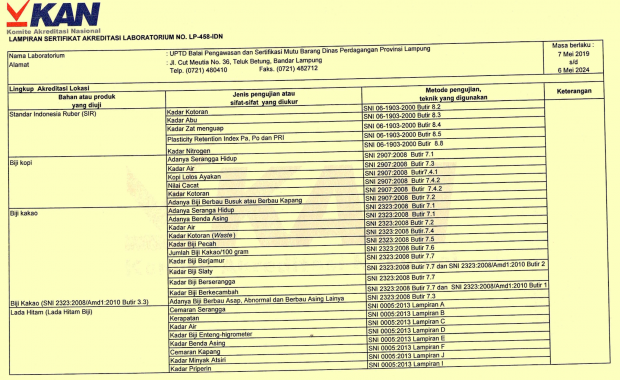 KAN
Komite Akreditasi Nasional
LAMPIRAN SERTIFIKAT AKREDITASI LABORATORIUM NO. LP-458-IDN
Nama Laboratorium : UPTD Balai Pengawasan dan Sertifikasi Mutu Barang Dinas Perdagangan Provinsi Lampung
Alamat : Jl. Cut Meutia No. 36, Teluk Betung, Bandar Lampung
Telp. (0721) 480410 Faks. (0721) 482712
Masa berlaku :
7 Mei 2019
s/d
6 Mei 2024
Lingkup Akreditasi Lokasi
Bahan atau produk yang diuji Jenis pengujian atau sifat-sifat yang diukur Metode pengujian, teknik yang digunakan Keterangan
Standar Indonesia Ruber (SIR) Kadar Kotoran SNI 06-1903-2000 Butir 8.2
Kadar Abu SNI 06-1903-2000 Butir 8.3
Kadar Zat menguap SNI 06-1903-2000 Butir 8.4
Plasticity Retention Index Pa, Po dan PRI SNI 06-1903-2000 Butir 8.5
Kadar Nitrogen SNI 06-1903-2000 Butir 8.8
Biji kopi Adanya Serangga Hidup SNI 2907:2008 Butir 7.1
Kadar Air SNI 2907:2008 Butir 7.3
Kopi Lolos Ayakan SNI 2907:2008 Butir7.4.1
Nilai Cacat SNI 2907:2008 Butir 7.4.2
Kadar Kotoran SNI 2907:2008 Butir 7.4.2
Adanya Biji Berbau Busuk atau Berbau Kapang SNI 2907:2008 Butir 7.2
Biji kakao Adanya Seranga Hidup SNI 2323:2008 Butir 7.1
Adanya Benda Asing SNI 2323:2008 Butir 7.2
Kadar Air SNI 2323:2008 Butir 7.4
Kadar Kotoran (Waste) SNI 2323:2008 Butir 7.5
Kadar Biji Pecah SNI 2323:2008 Butir 7.6
Jumlah Biji Kakao/100 gram SNI 2323:2008 Butir 7.7
Kadar Biji Berjamur
Kadar Biji Slaty SNI 2323:2008 Butir 7.7 dan SNI 2323:2008/Amd1:2010 Butir 2
Kadar Biji Berserangga SNI 2323:2008 Butir 7.7
Kadar Biji Berkecambah SNI 2323:2008 Butir 7.7 dan SNI 2323:2008/Amd1:2010 Butir 1
Biji Kakao (SNI 2323:2008/Amd1:2010 Butir 3.3) Adanya Biji Berbau Asap, Abnormal dan Berbau Asing Lainya SNI 2323:2008 Butir 7.3
Lada Hitam (Lada Hitam Biji) Cemaran Serangga SNI 0005:2013 Lampiran A
Kerapatan SNI 0005:2013 Lampiran B
Kadar Air SNI 0005:2013 Lampiran C
Kadar Biji Enteng-higrometer SNI 0005:2013 Lampiran D
Kadar Benda Asing SNI 0005:2013 Lampiran E
Cemaran Kapang SNI 0005:2013 Lampiran F
Kadar Minyak Atsiri SNI 0005:2013 Lampiran J
Kadar Priperin SNI 0005:2013 Lampiran I